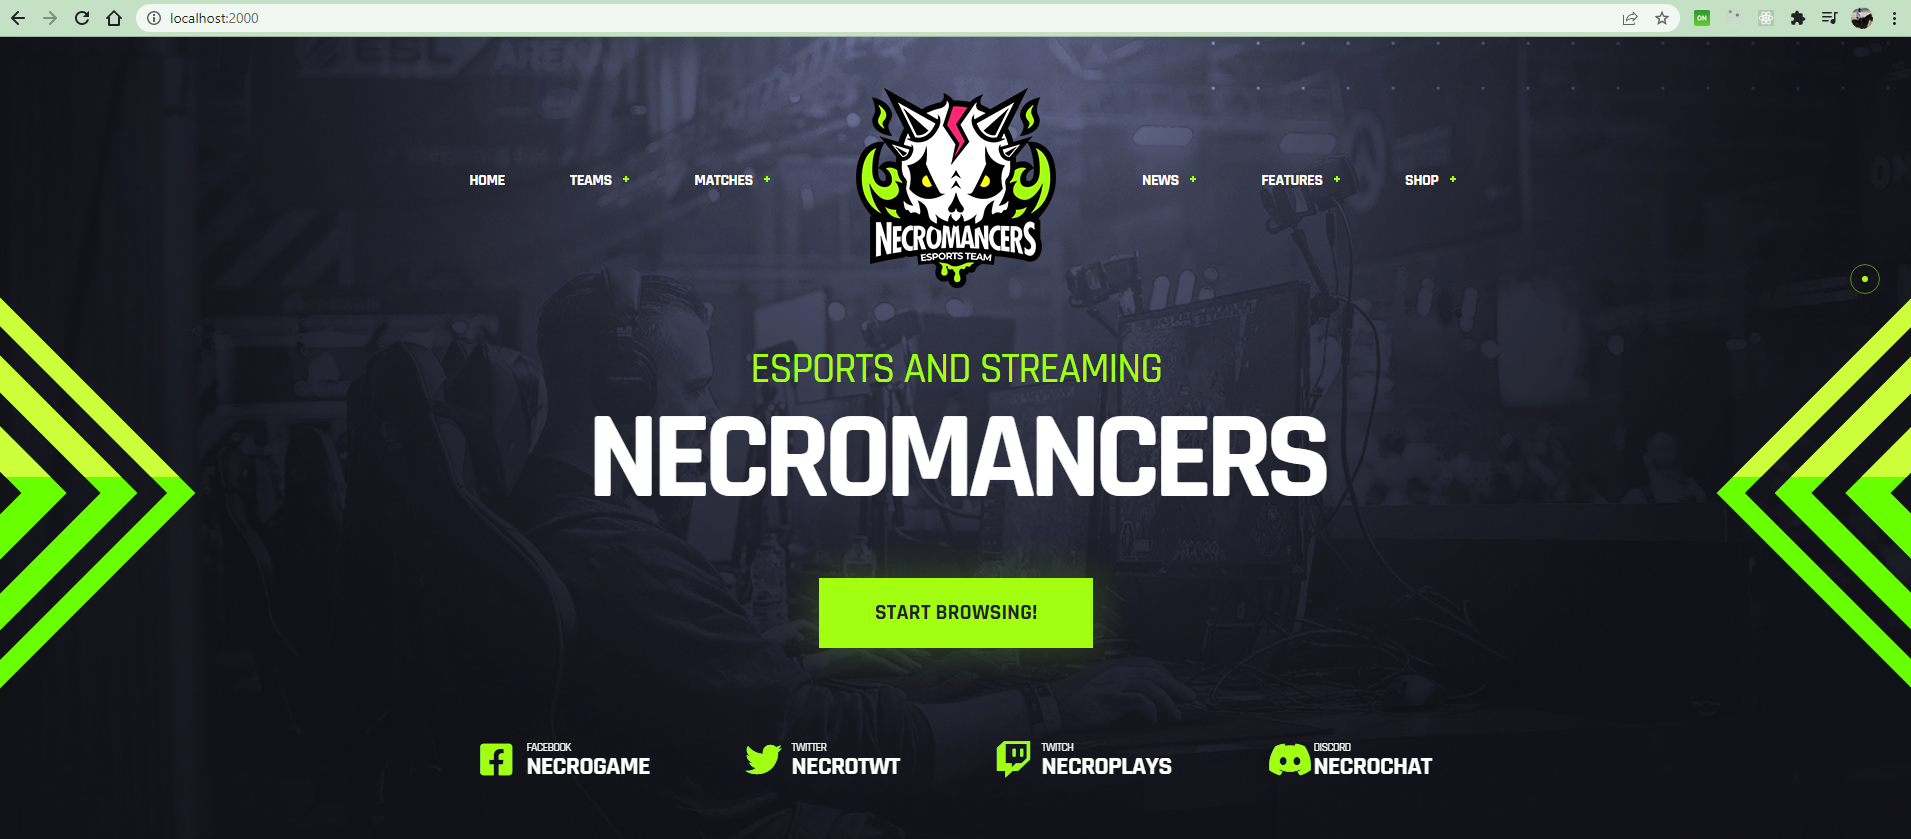 localhost:2000
ON
HOME
TEAMS +
MATCHES +
NECROMANCERS
ESPORTS TEAM
NEWS +
FEATURES +
SHOP +
ESPORTS AND STREAMING
NECROMANCERS
START BROWSING!
FACEBOOK
NECROGAME
TWITTER
NECROTWT
TWITCH
NECROPLAYS
DISCORD
NECROCHAT